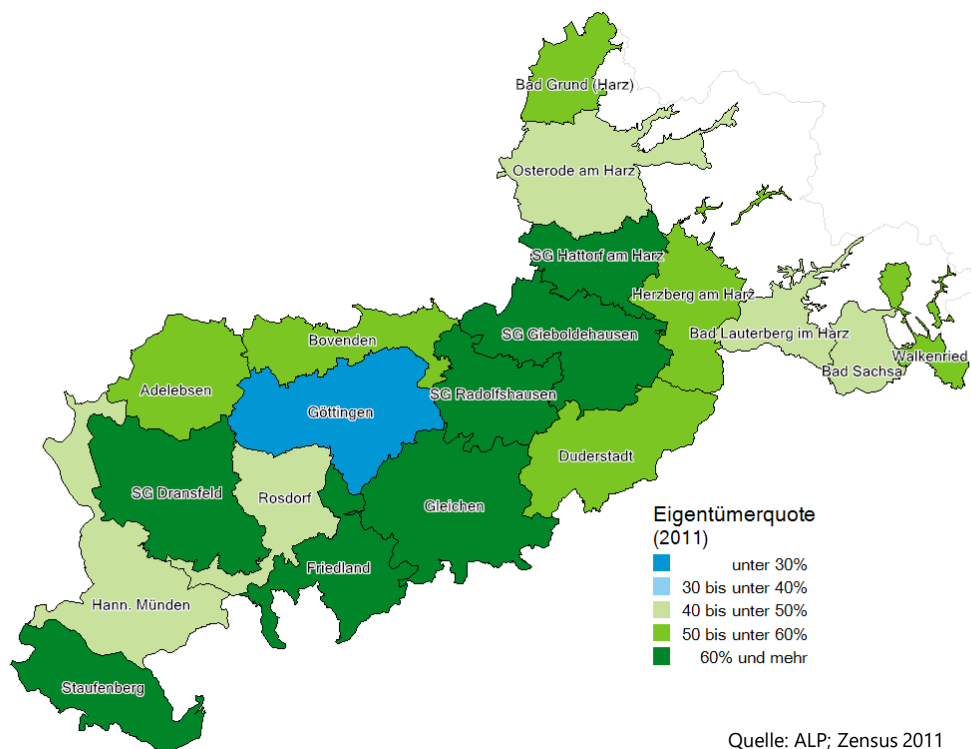 Bad Grund (Harz)
Osterode am Harz
SG Hattorf am Harz
Herzberg am Harz
SG Gieboldehausen
Bad Lauterberg im Harz
Bovenden
Walkenried
Bad Sachsa
Adelebsen
SG Radolfshausen
Göttingen
Duderstadt
SG Dransfeld
Rosdorf
Gleichen
Friedland
Hann. Münden
Staufenberg
Eigentümerquote
(2011)
unter 30%
30 bis unter 40%
40 bis unter 50%
50 bis unter 60%
60% und mehr
Quelle: ALP; Zensus 2011